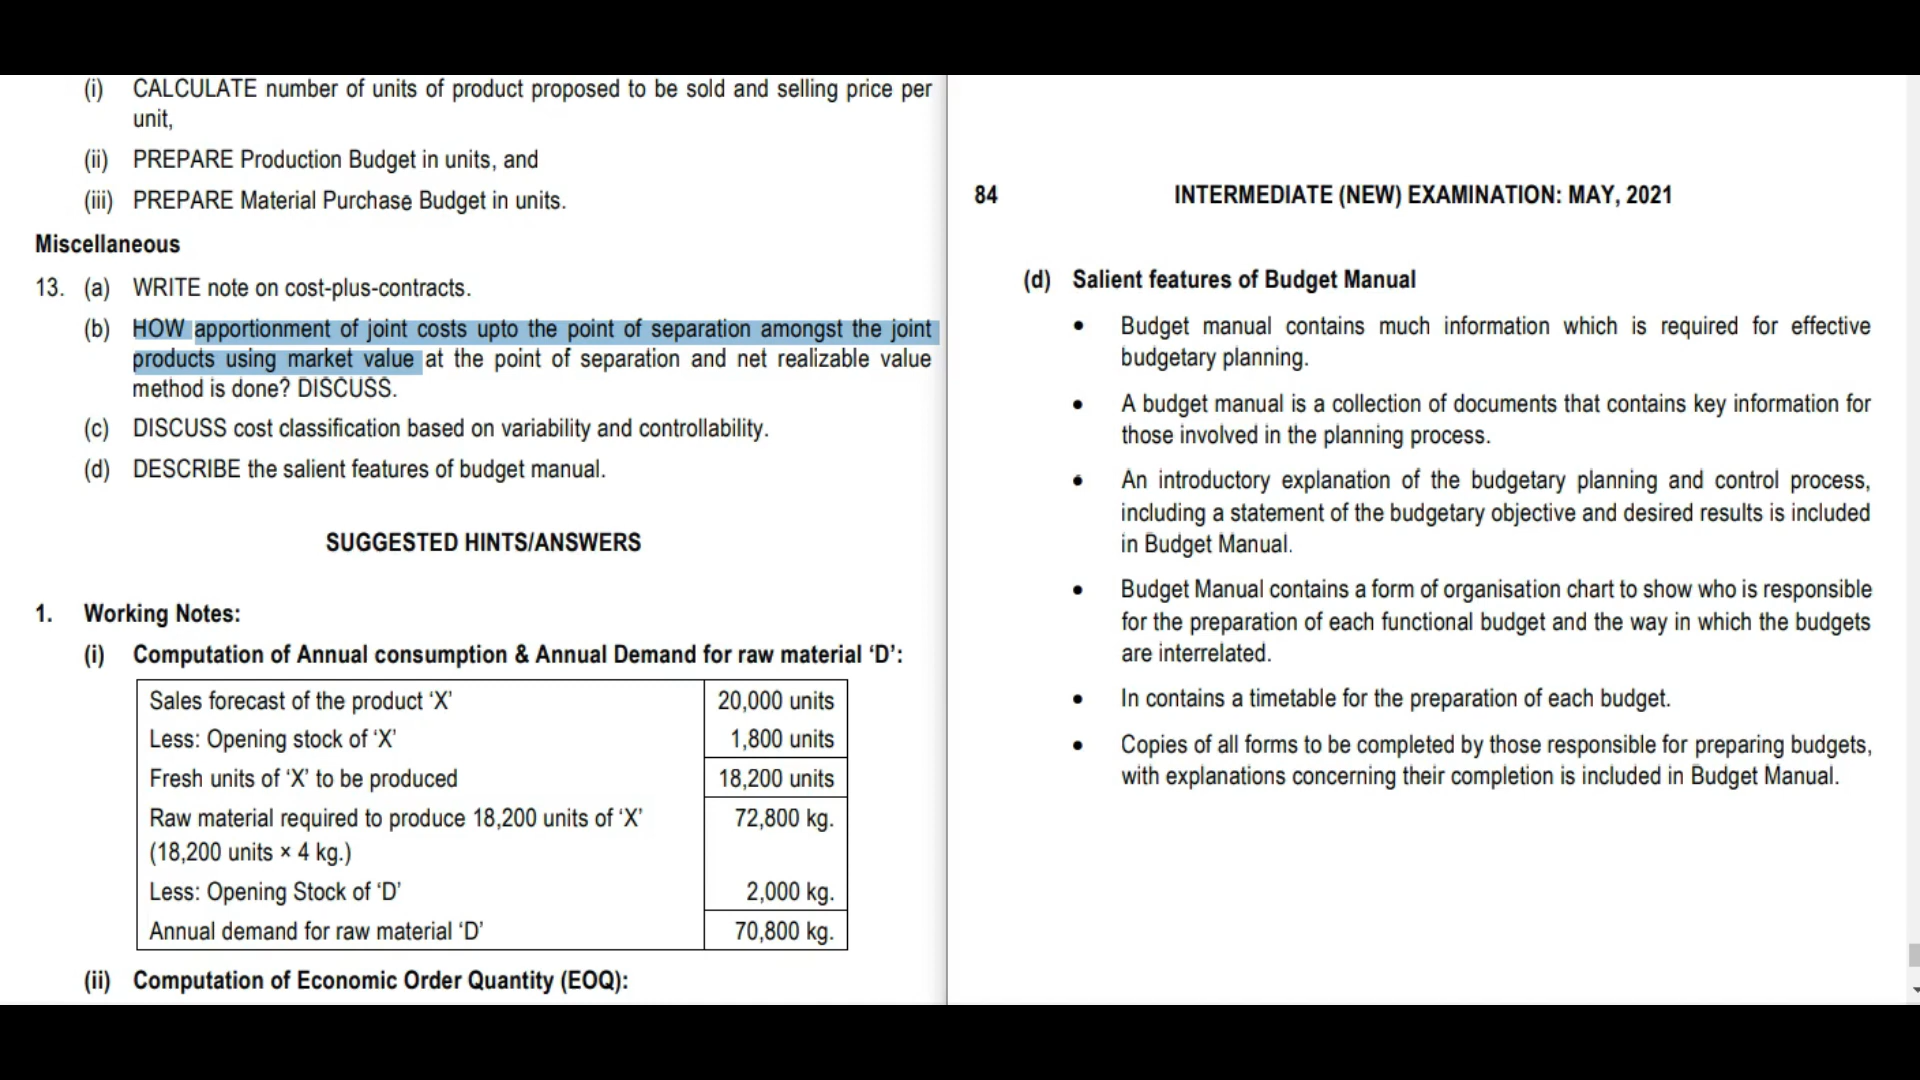 (i) CALCULATE number of units of product proposed to be sold and selling price per
unit,
(ii) PREPARE Production Budget in units, and
(iii) PREPARE Material Purchase Budget in units.
Miscellaneous
13. (a) WRITE note on cost-plus-contracts.
(b) HOW apportionment of joint costs upto the point of separation amongst the joint
products using market value at the point of separation and net realizable value
method is done? DISCUSS.
(c) DISCUSS cost classification based on variability and controllability.
(d) DESCRIBE the salient features of budget manual.
SUGGESTED HINTS/ANSWERS
1. Working Notes:
(i) Computation of Annual consumption & Annual Demand for raw material ‘D’:
Sales forecast of the product ‘X’ 20,000 units
Less: Opening stock of ‘X’ 1,800 units
Fresh units of ‘X’ to be produced 18,200 units
Raw material required to produce 18,200 units of ‘X’ 72,800 kg.
(18,200 units × 4 kg.)
Less: Opening Stock of ‘D’ 2,000 kg.
Annual demand for raw material ‘D’ 70,800 kg.
(ii) Computation of Economic Order Quantity (EOQ):
84 INTERMEDIATE (NEW) EXAMINATION: MAY, 2021
(d) Salient features of Budget Manual
• Budget manual contains much information which is required for effective
budgetary planning.
• A budget manual is a collection of documents that contains key information for
those involved in the planning process.
• An introductory explanation of the budgetary planning and control process,
including a statement of the budgetary objective and desired results is included
in Budget Manual.
• Budget Manual contains a form of organisation chart to show who is responsible
for the preparation of each functional budget and the way in which the budgets
are interrelated.
• In contains a timetable for the preparation of each budget.
• Copies of all forms to be completed by those responsible for preparing budgets,
with explanations concerning their completion is included in Budget Manual.